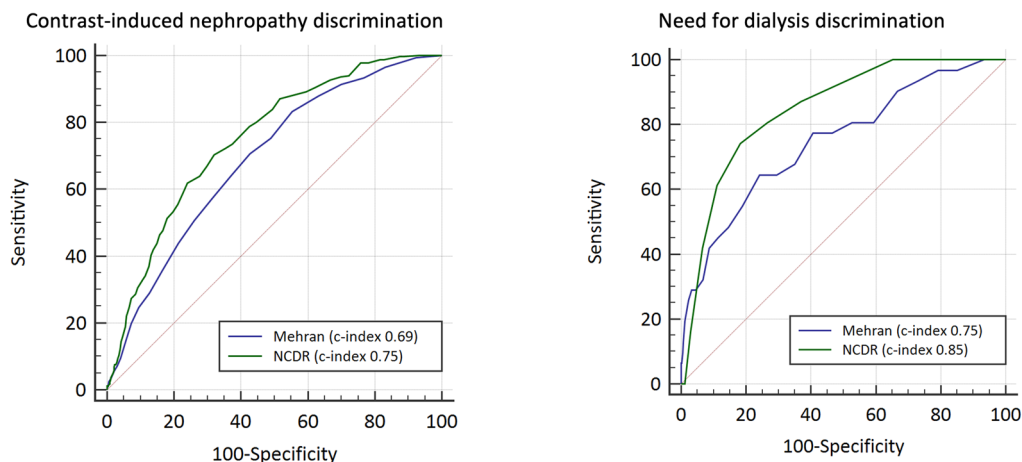 Contrast-induced nephropathy discrimination
100
80
60
40
20
0
Sensitivity
0 20 40 60 80 100
100-Specificity
Mehran (c-index 0.69)
NCDR (c-index 0.75)
Need for dialysis discrimination
100
80
60
40
20
0
Sensitivity
0 20 40 60 80 100
100-Specificity
Mehran (c-index 0.75)
NCDR (c-index 0.85)